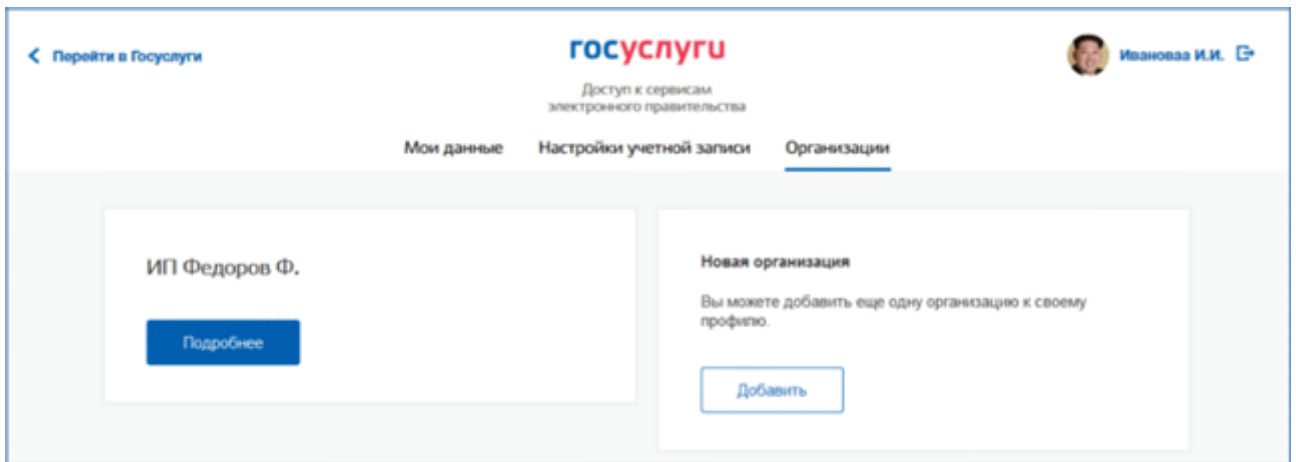 Перейти в Госуслуги
госуслуги
Ивановаа И.И.
Доступ к сервисам
электронного правительства
Мои данные Настройки учетной записи Организации
ИП Федоров Ф.
Подробнее
Новая организация
Вы можете добавить еще одну организацию к своему
профилю.
Добавить